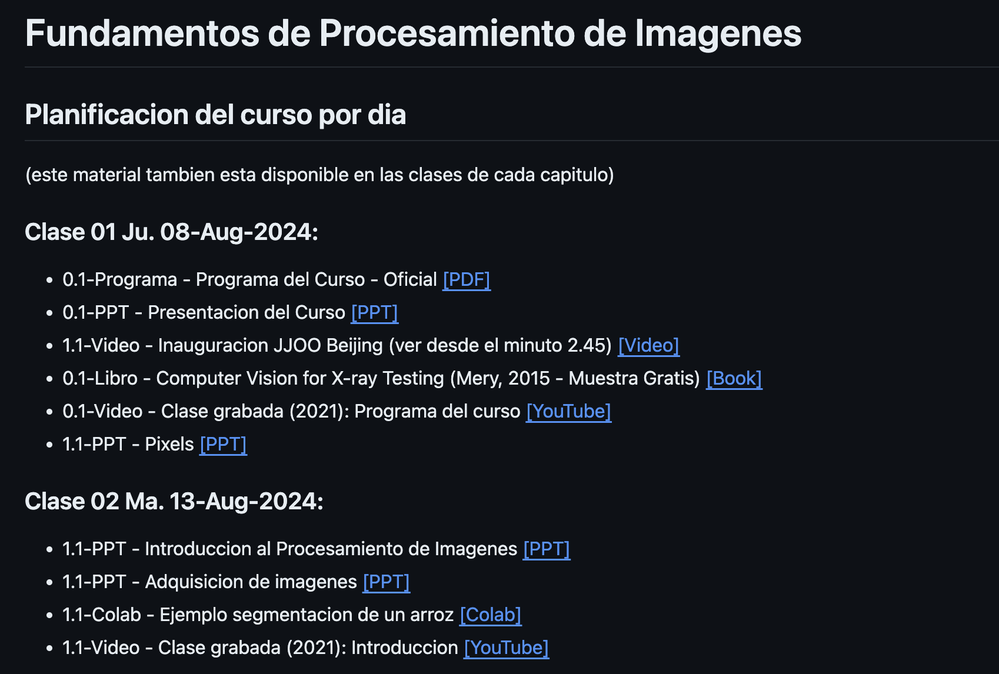 Fundamentos de Procesamiento de Imagenes
Planificacion del curso por dia
(este material tambien esta disponible en las clases de cada capitulo)
Clase 01 Ju. 08-Aug-2024:
• 0.1-Programa - Programa del Curso - Oficial [PDF]
• 0.1-PPT - Presentacion del Curso [PPT]
• 1.1-Video - Inauguracion JJOO Beijing (ver desde el minuto 2.45) [Video]
• 0.1-Libro - Computer Vision for X-ray Testing (Mery, 2015 - Muestra Gratis) [Book]
• 0.1-Video - Clase grabada (2021): Programa del curso [YouTube]
• 1.1-PPT - Pixels [PPT]
Clase 02 Ma. 13-Aug-2024:
• 1.1-PPT - Introduccion al Procesamiento de Imagenes [PPT]
• 1.1-PPT - Adquisicion de imagenes [PPT]
• 1.1-Colab - Ejemplo segmentacion de un arroz [Colab]
• 1.1-Video - Clase grabada (2021): Introduccion [YouTube]